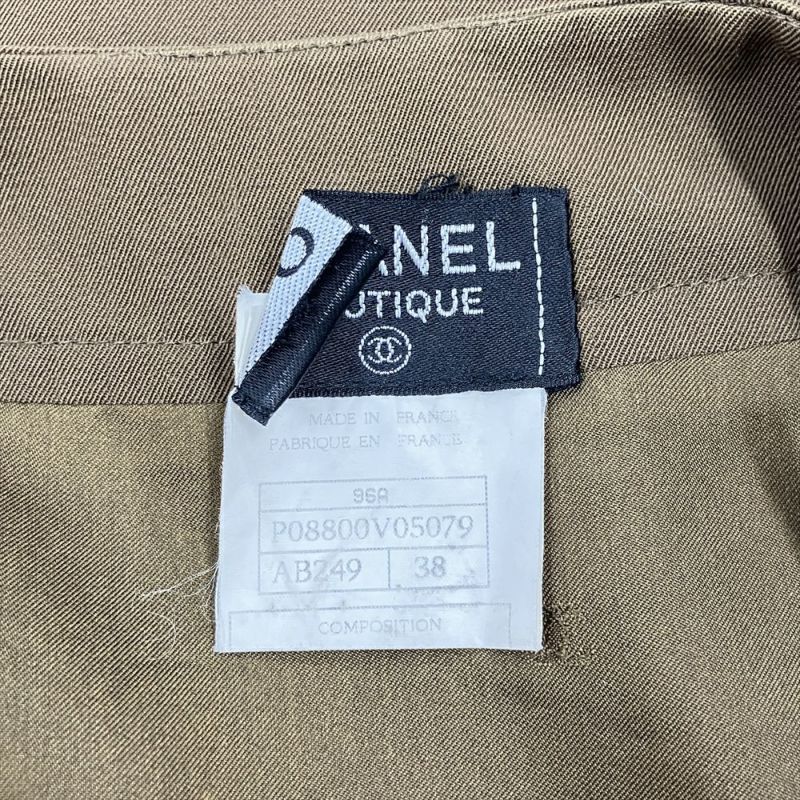 ANEL
UTIQUE
MADE IN FRANCE
FABRIQUE EN FRANCE
96A
P08800V05079
AB249 38
COMPOSITION